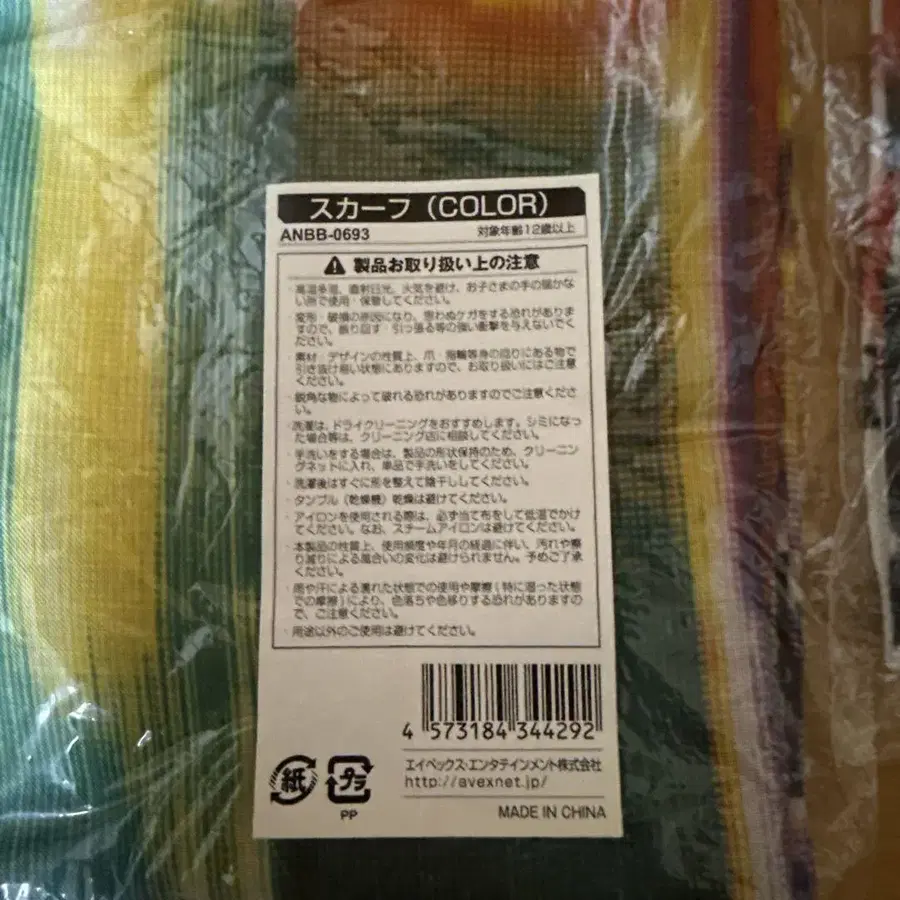 スカーフ（COLOR）
ANBB-0693
対象年齢12歳以上
製品お取り扱い上の注意
・高温多湿、直射日光、火気を避け、お子さまの手の届かな
い所で使用・保管してください。
・変形・破損の原因になり、思わぬケガをする恐れがありま
すので、振り回す・引っ張る等の強い衝撃を与えないでく
ださい。
・素材・デザインの性質上、爪・指輪等身の回りにある物で
引き抜け易い状態にありますので、お取り扱いにはご注意
ください。
・鋭角な物によって破れる恐れがありますのでご注意くださ
い。
・洗濯は、ドライクリーニングをおすすめします。シミになっ
た場合等は、クリーニング店に相談してください。
・手洗いをする場合は、製品の形状保持のため、クリーニン
グネットに入れ、単品で手洗いをしてください。
・洗濯後はすぐに形を整えて陰干ししてください。
・タンブル（乾燥機）乾燥は避けてください。
・アイロンを使用される際は、必ず当て布をして低温でかけ
てください。なお、スチームアイロンは避けてください。
・本製品の性質上、使用頻度や年月の経過に伴い、汚れや擦
り減りによる風合いの変化は避けられません。予めご了承
ください。
・雨や汗による濡れた状態での使用や摩擦(特に湿った状態
での摩擦)により、色落ちや色移りする恐れがありますの
で、ご注意ください。
・用途以外のご使用は避けてください。
4 573184 344292
エイベックス・エンタテインメント株式会社
http://avexnet.jp/
紙
プラ
PP
MADE IN CHINA